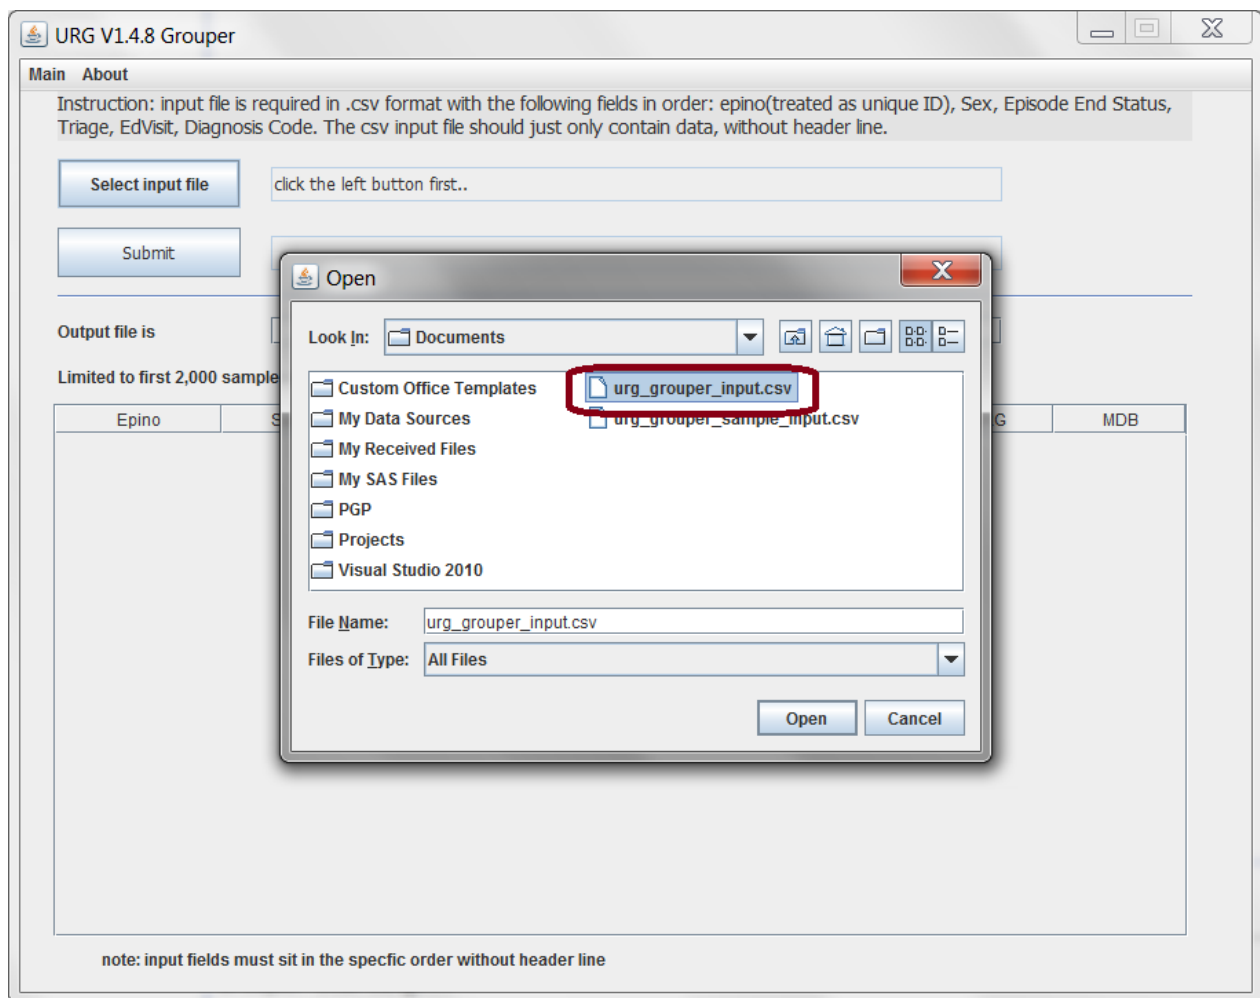 URG V1.4.8 Grouper
Main About
Instruction: input file is required in .csv format with the following fields in order: epino(treated as unique ID), Sex, Episode End Status,
Triage, EdVisit, Diagnosis Code. The csv input file should just only contain data, without header line.
Select input file
click the left button first..
Submit
Output file is
Limited to first 2,000 sample
Epino
S
G
MDB
Open
Look In:
Documents
Custom Office Templates
My Data Sources
My Received Files
My SAS Files
PGP
Projects
Visual Studio 2010
urg_grouper_input.csv
urg_grouper_sample_input.csv
File Name:
urg_grouper_input.csv
Files of Type:
All Files
Open
Cancel
note: input fields must sit in the specfic order without header line